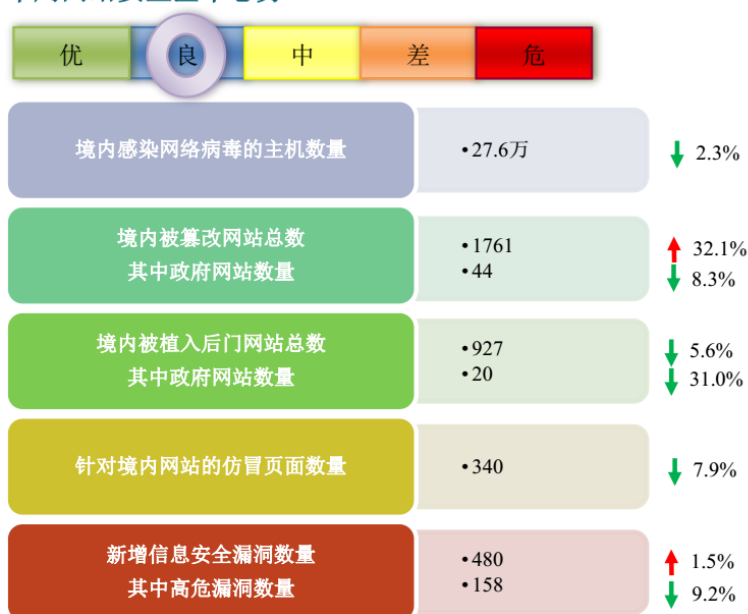 优 良 中 差 危
境内感染网络病毒的主机数量 •27.6万 2.3%
境内被篡改网站总数 •1761 32.1%
其中政府网站数量 •44 8.3%
境内被植入后门网站总数 •927 5.6%
其中政府网站数量 •20 31.0%
针对境内网站的仿冒页面数量 •340 7.9%
新增信息安全漏洞数量 •480 1.5%
其中高危漏洞数量 •158 9.2%